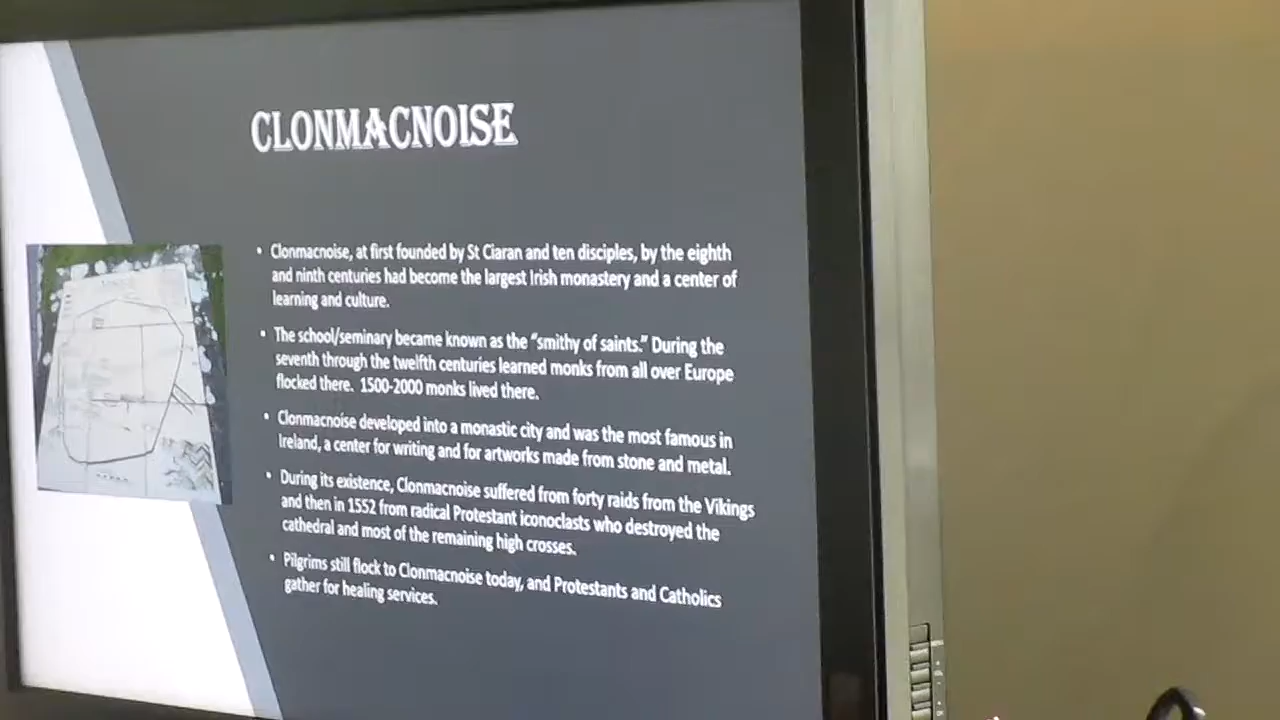 CLONMACNOISE
• Clonmacnoise, at first founded by St Ciaran and ten disciples, by the eighth
and ninth centuries had become the largest Irish monastery and a center of
learning and culture.
• The school/seminary became known as the “smithy of saints.” During the
seventh through the twelfth centuries learned monks from all over Europe
flocked there. 1500-2000 monks lived there.
• Clonmacnoise developed into a monastic city and was the most famous in
Ireland, a center for writing and for artworks made from stone and metal.
• During its existence, Clonmacnoise suffered from forty raids from the Vikings
and then in 1552 from radical Protestant iconoclasts who destroyed the
cathedral and most of the remaining high crosses.
• Pilgrims still flock to Clonmacnoise today, and Protestants and Catholics
gather for healing services.